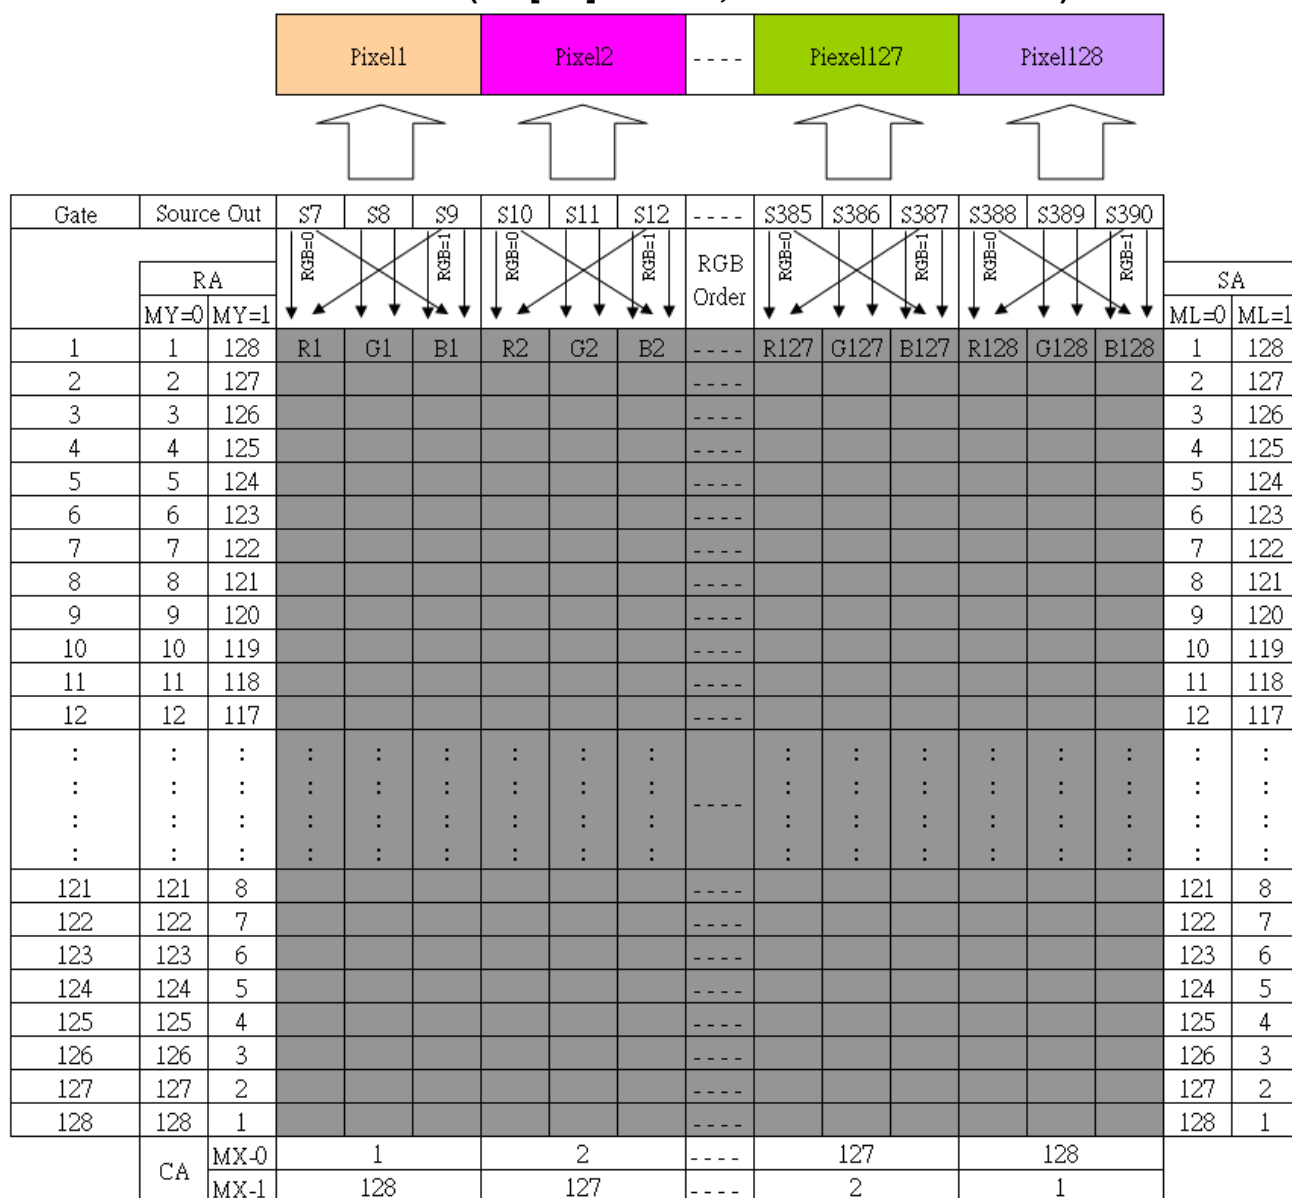 Pixel1 Pixel2 ---- Piexel127 Pixel128
Gate Source Out S7 S8 S9 S10 S11 S12 ---- S385 S386 S387 S388 S389 S390
RGB=0 RGB=1 RGB=0 RGB=1 RGB Order RGB=0 RGB=1 RGB=0 RGB=1
RA SA
MY=0 MY=1 ML=0 ML=1
1 1 128 R1 G1 B1 R2 G2 B2 ---- R127 G127 B127 R128 G128 B128 1 128
2 2 127 ---- 2 127
3 3 126 ---- 3 126
4 4 125 ---- 4 125
5 5 124 ---- 5 124
6 6 123 ---- 6 123
7 7 122 ---- 7 122
8 8 121 ---- 8 121
9 9 120 ---- 9 120
10 10 119 ---- 10 119
11 11 118 ---- 11 118
12 12 117 ---- 12 117
: : : : : : : : : : : : : : : : :
: : : : : : : : : : : : : : : : :
----
: : : : : : : : : : : : : : : : :
: : : : : : : : : : : : : : : : :
121 121 8 ---- 121 8
122 122 7 ---- 122 7
123 123 6 ---- 123 6
124 124 5 ---- 124 5
125 125 4 ---- 125 4
126 126 3 ---- 126 3
127 127 2 ---- 127 2
128 128 1 ---- 128 1
CA MX-0 1 2 ---- 127 128
MX-1 128 127 ---- 2 1